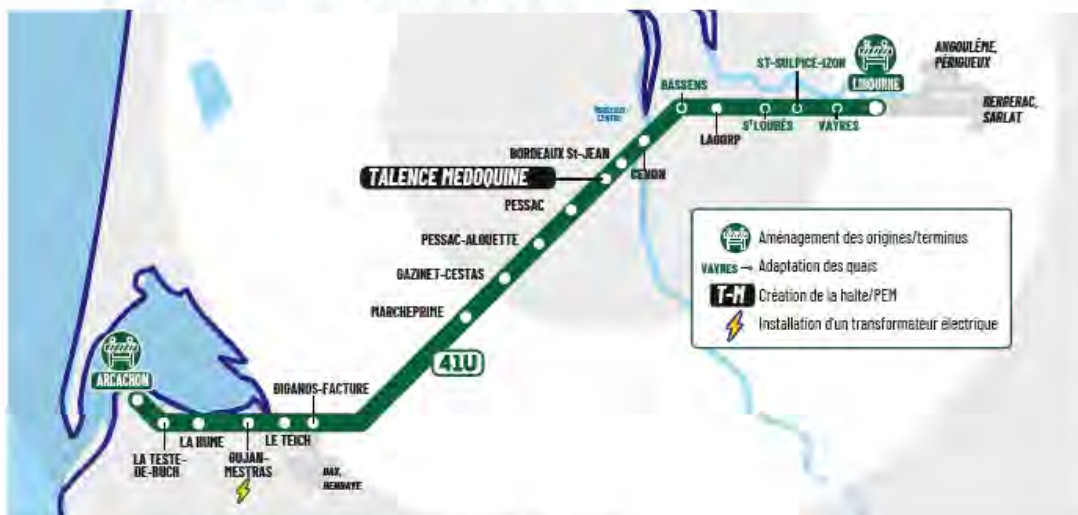 ST-SULPICE-IZON
LIBOURNE
ANGOULÊME,
PÉRIGUEUX
BERGERAC,
SARLAT
BASSENS
LAGORP
ST LOUBÈS
VAYRES
CENTRE
BORDEAUX St-JEAN
CENON
TALENCE MEDOQUINE
PESSAC
PESSAC-ALOUETTE
GAZINET-CESTAS
MARCHEPRIME
41U
ARCACHON
BIGANOS-FACTURE
LA TESTE-
DE-BUCH
LA HUME
GUJAN-
MESTRAS
LE TEICH
DAX,
HENDAYE
Aménagement des origines/terminus
VAYRES → Adaptation des quais
T-M Création de la halte/PEM
Installation d'un transformateur électrique